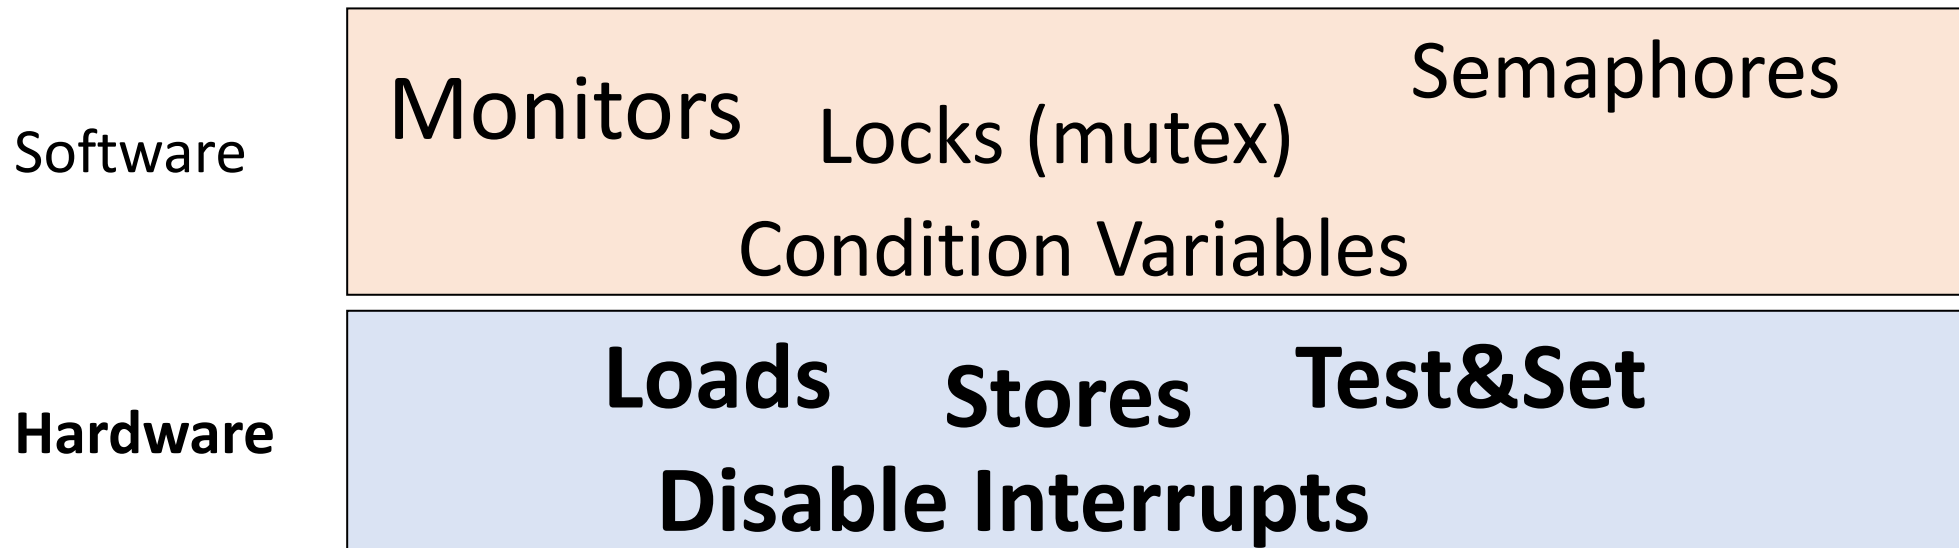 Software
Monitors
Locks (mutex)
Semaphores
Condition Variables
Hardware
Loads
Stores
Test&Set
Disable Interrupts